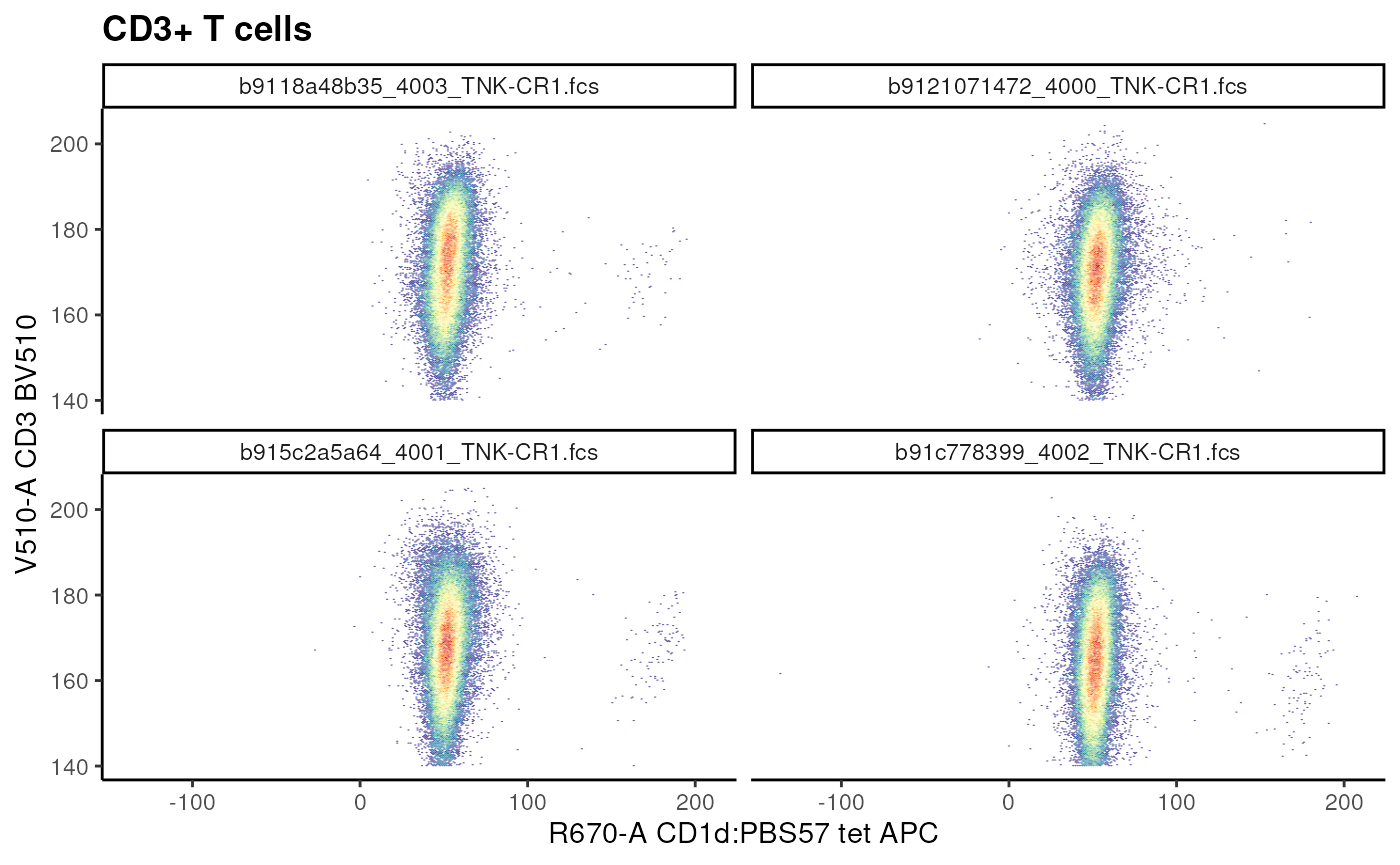 CD3+ T cells
b9118a48b35_4003_TNK-CR1.fcs
b9121071472_4000_TNK-CR1.fcs
200
180
160
140
V510-A CD3 BV510
b915c2a5a64_4001_TNK-CR1.fcs
b91c778399_4002_TNK-CR1.fcs
200
180
160
140
-100
0
100
200
-100
0
100
200
R670-A CD1d:PBS57 tet APC